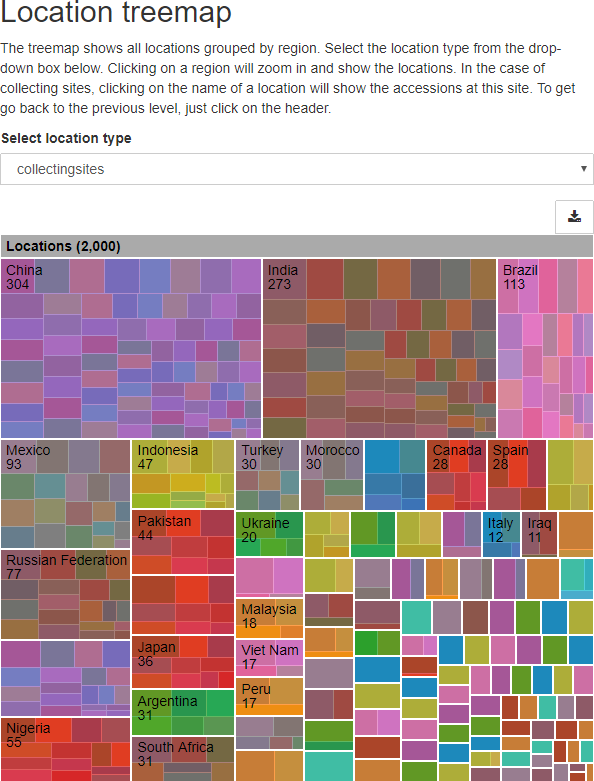 Location treemap
The treemap shows all locations grouped by region. Select the location type from the drop-
down box below. Clicking on a region will zoom in and show the locations. In the case of
collecting sites, clicking on the name of a location will show the accessions at this site. To get
go back to the previous level, just click on the header.
Select location type
collectingsites
Locations (2,000)
China
304
India
273
Brazil
113
Mexico
93
Indonesia
47
Turkey
30
Morocco
30
Canada
28
Spain
28
Pakistan
44
Ukraine
20
Italy
12
Iraq
11
Russian Federation
77
Malaysia
18
Japan
36
Viet Nam
17
Peru
17
Argentina
31
Nigeria
55
South Africa
31